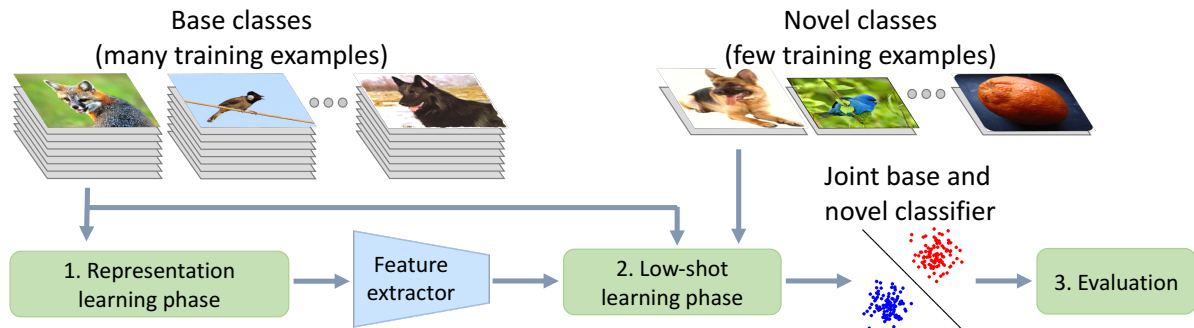 Base classes
(many training examples)
Novel classes
(few training examples)
Joint base and
novel classifier
1. Representation
learning phase
Feature
extractor
2. Low-shot
learning phase
3. Evaluation